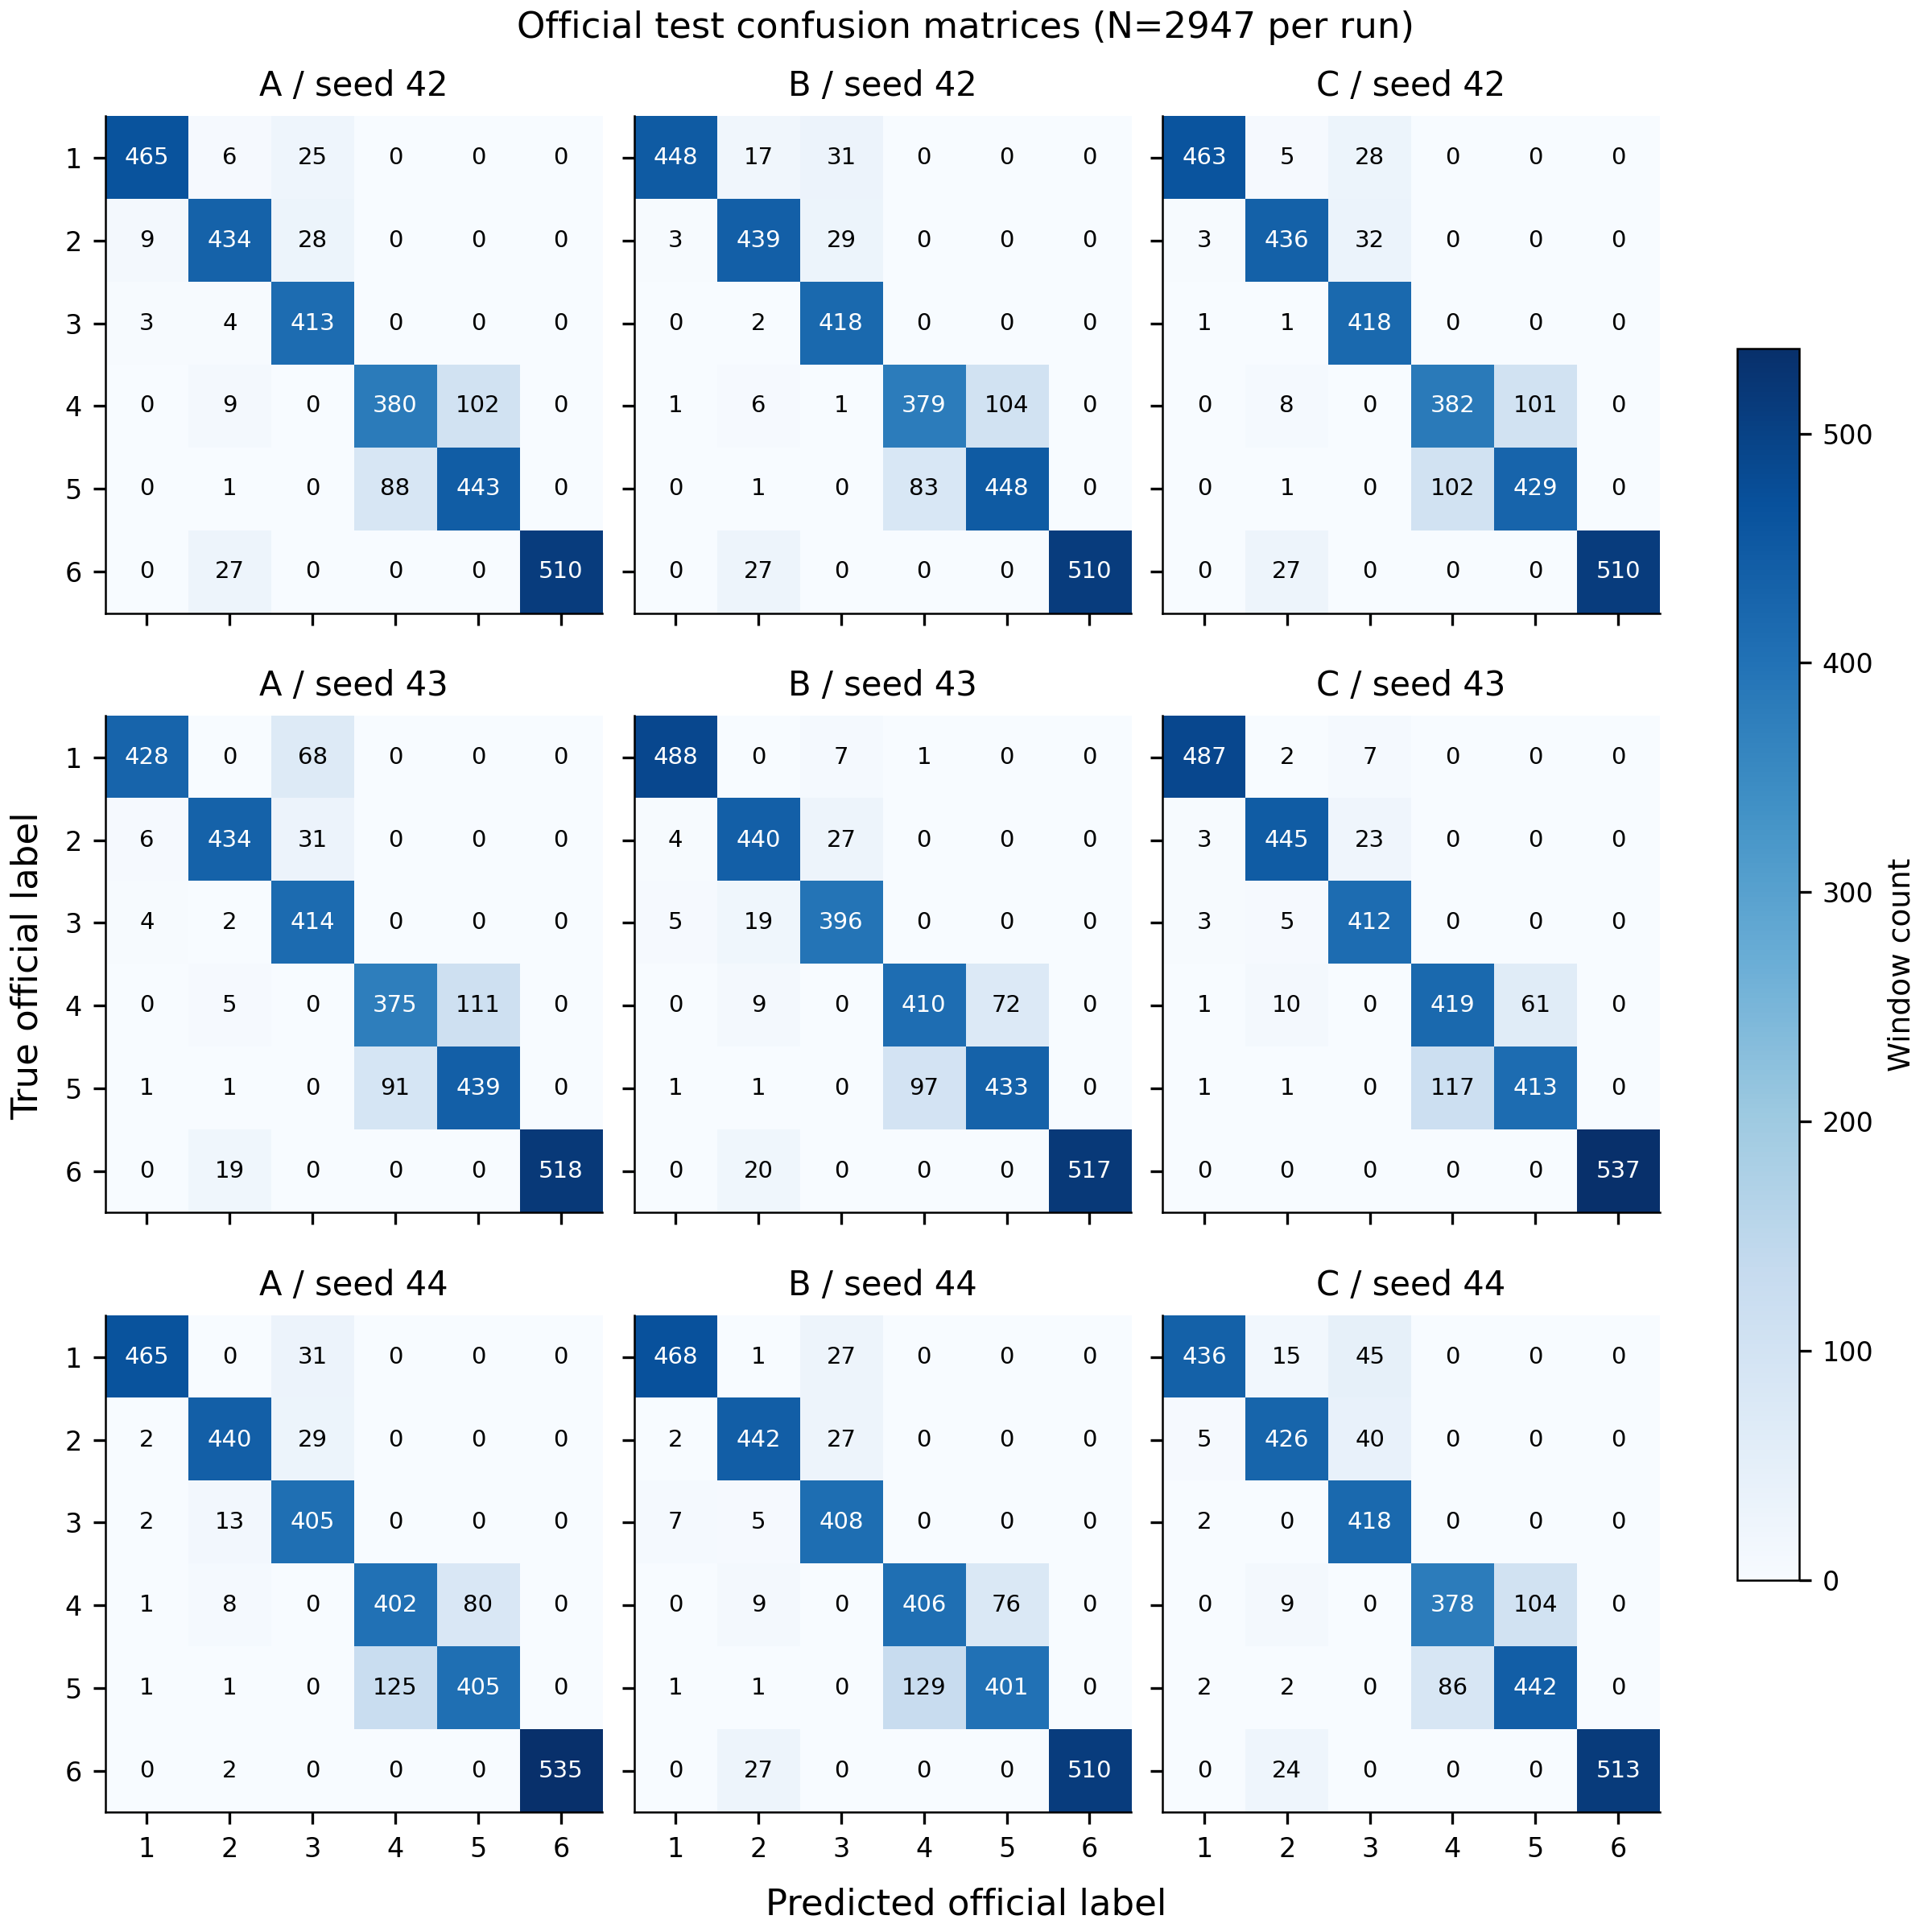 Official test confusion matrices (N=2947 per run)
A / seed 42 B / seed 42 C / seed 42
1 465 6 25 0 0 0 448 17 31 0 0 0 463 5 28 0 0 0
2 9 434 28 0 0 0 3 439 29 0 0 0 3 436 32 0 0 0
3 3 4 413 0 0 0 0 2 418 0 0 0 1 1 418 0 0 0
4 0 9 0 380 102 0 1 6 1 379 104 0 0 8 0 382 101 0
5 0 1 0 88 443 0 0 1 0 83 448 0 0 1 0 102 429 0
6 0 27 0 0 0 510 0 27 0 0 0 510 0 27 0 0 0 510
A / seed 43 B / seed 43 C / seed 43
1 428 0 68 0 0 0 488 0 7 1 0 0 487 2 7 0 0 0
2 6 434 31 0 0 0 4 440 27 0 0 0 3 445 23 0 0 0
3 4 2 414 0 0 0 5 19 396 0 0 0 3 5 412 0 0 0
4 0 5 0 375 111 0 0 9 0 410 72 0 1 10 0 419 61 0
5 1 1 0 91 439 0 1 1 0 97 433 0 1 1 0 117 413 0
6 0 19 0 0 0 518 0 20 0 0 0 517 0 0 0 0 0 537
A / seed 44 B / seed 44 C / seed 44
1 465 0 31 0 0 0 468 1 27 0 0 0 436 15 45 0 0 0
2 2 440 29 0 0 0 2 442 27 0 0 0 5 426 40 0 0 0
3 2 13 405 0 0 0 7 5 408 0 0 0 2 0 418 0 0 0
4 1 8 0 402 80 0 0 9 0 406 76 0 0 9 0 378 104 0
5 1 1 0 125 405 0 1 1 0 129 401 0 2 2 0 86 442 0
6 0 2 0 0 0 535 0 27 0 0 0 510 0 24 0 0 0 513
1 2 3 4 5 6 1 2 3 4 5 6 1 2 3 4 5 6
Predicted official label
True official label
500
400
300
200
100
0
Window count